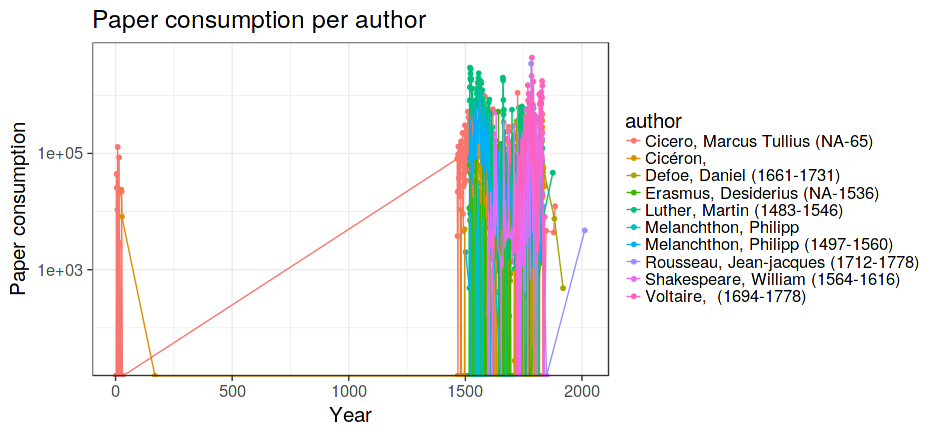 Paper consumption per author
Paper consumption
1e+05
1e+03
0
500
1000
1500
2000
Year
author
Cicero, Marcus Tullius (NA-65)
Cicéron,
Defoe, Daniel (1661-1731)
Erasmus, Desiderius (NA-1536)
Luther, Martin (1483-1546)
Melanchthon, Philipp
Melanchthon, Philipp (1497-1560)
Rousseau, Jean-jacques (1712-1778)
Shakespeare, William (1564-1616)
Voltaire,  (1694-1778)